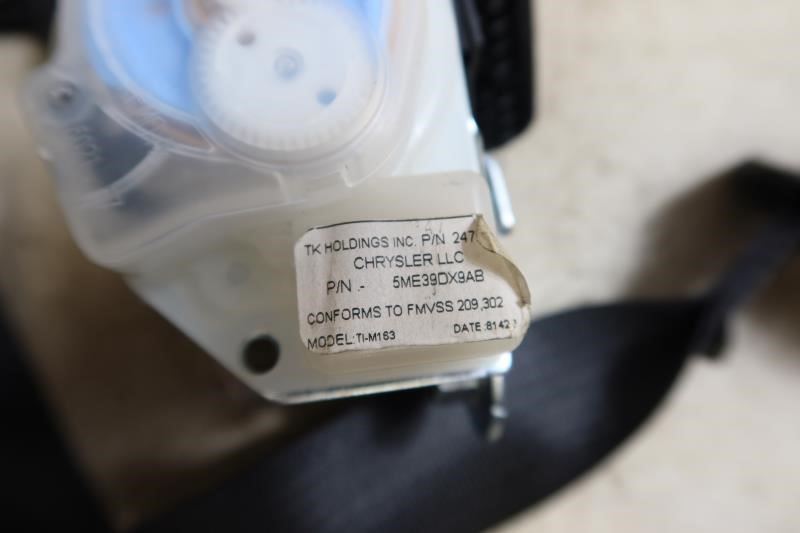 TK HOLDINGS INC. P/N 247
CHRYSLER LLC
P/N.- 5ME39DX9AB
CONFORMS TO FMVSS 209,302
MODEL:TI-M163 DATE:8142